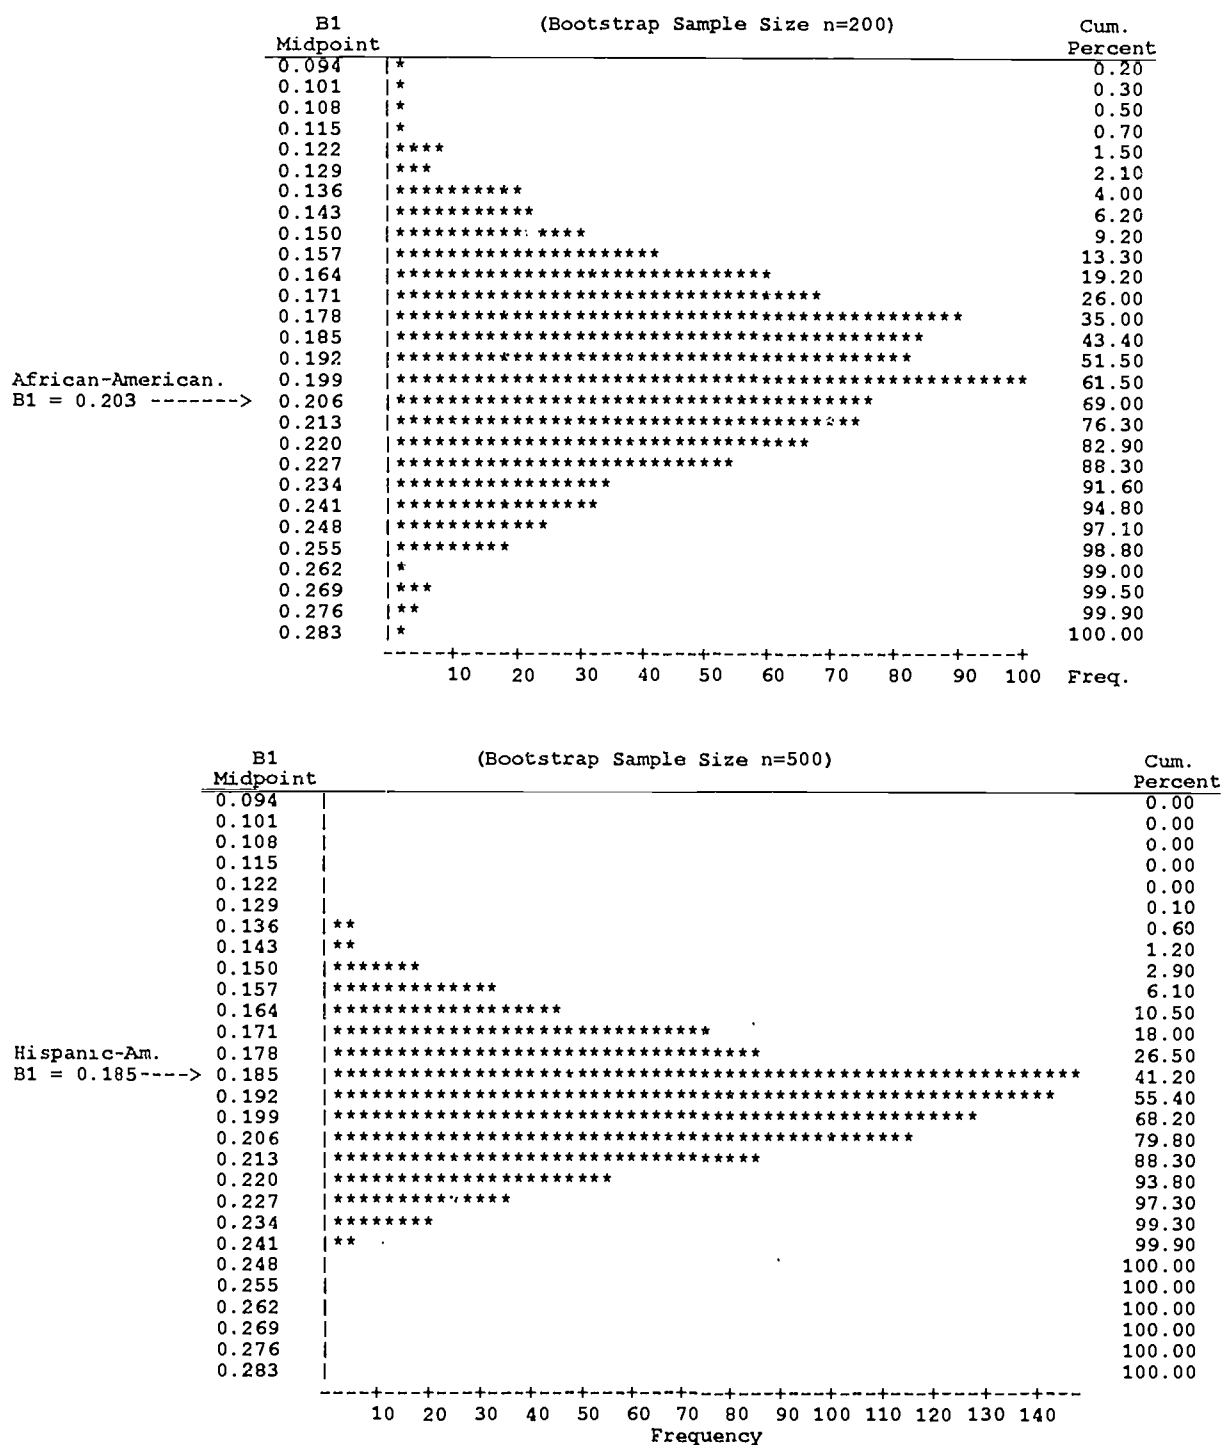 B1 (Bootstrap Sample Size n=200) Cum.
Midpoint Percent
0.094 |* 0.20
0.101 |* 0.30
0.108 |* 0.50
0.115 |* 0.70
0.122 |**** 1.50
0.129 |*** 2.10
0.136 |********** 4.00
0.143 |*********** 6.20
0.150 |*************** 9.20
0.157 |********************* 13.30
0.164 |****************************** 19.20
0.171 |********************************** 26.00
0.178 |********************************************* 35.00
0.185 |****************************************** 43.40
0.192 |***************************************** 51.50
African-American. 0.199 |************************************************** 61.50
B1 = 0.203 -------> 0.206 |************************************** 69.00
0.213 |************************************* 76.30
0.220 |********************************* 82.90
0.227 |*************************** 88.30
0.234 |***************** 91.60
0.241 |**************** 94.80
0.248 |************ 97.10
0.255 |********* 98.80
0.262 |* 99.00
0.269 |*** 99.50
0.276 |** 99.90
0.283 |* 100.00
-----+----+----+----+----+----+----+----+----+----+
10 20 30 40 50 60 70 80 90 100 Freq.
B1 (Bootstrap Sample Size n=500) Cum.
Midpoint Percent
0.094 | 0.00
0.101 | 0.00
0.108 | 0.00
0.115 | 0.00
0.122 | 0.00
0.129 | 0.10
0.136 |** 0.60
0.143 |** 1.20
0.150 |******* 2.90
0.157 |************* 6.10
0.164 |****************** 10.50
0.171 |****************************** 18.00
Hispanic-Am. 0.178 |********************************** 26.50
B1 = 0.185----> 0.185 |*********************************************************** 41.20
0.192 |********************************************************* 55.40
0.199 |*************************************************** 68.20
0.206 |********************************************** 79.80
0.213 |********************************** 88.30
0.220 |********************** 93.80
0.227 |************** 97.30
0.234 |******** 99.30
0.241 |** 99.90
0.248 | 100.00
0.255 | 100.00
0.262 | 100.00
0.269 | 100.00
0.276 | 100.00
0.283 | 100.00
----+---+---+---+---+---+---+---+---+---+---+---+---+---+---
10 20 30 40 50 60 70 80 90 100 110 120 130 140
Frequency